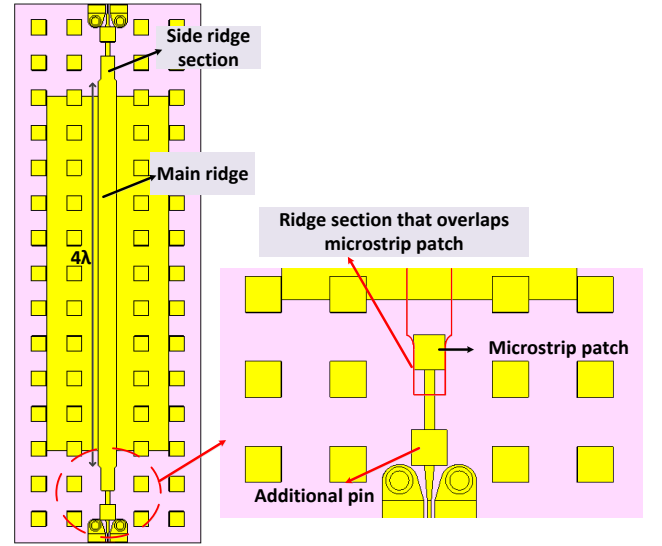 Side ridge
section
Main ridge
4λ
Ridge section that overlaps
microstrip patch
Microstrip patch
Additional pin